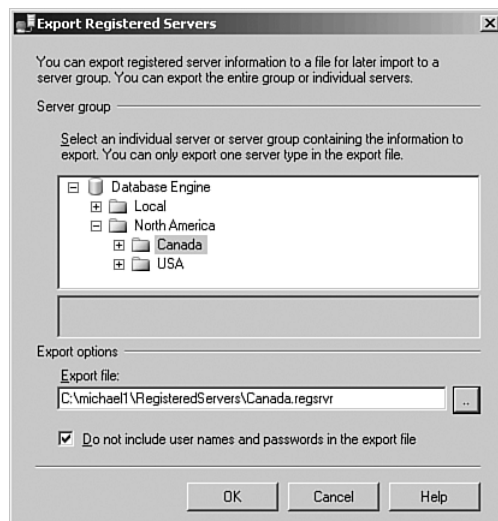 Export Registered Servers
You can export registered server information to a file for later import to a
server group. You can export the entire group or individual servers.
Server group
Select an individual server or server group containing the information to
export. You can only export one server type in the export file.
Database Engine
Local
North America
Canada
USA
Export options
Export file:
C:\michael1\RegisteredServers\Canada.regsrvr
..
Do not include user names and passwords in the export file
OK
Cancel
Help